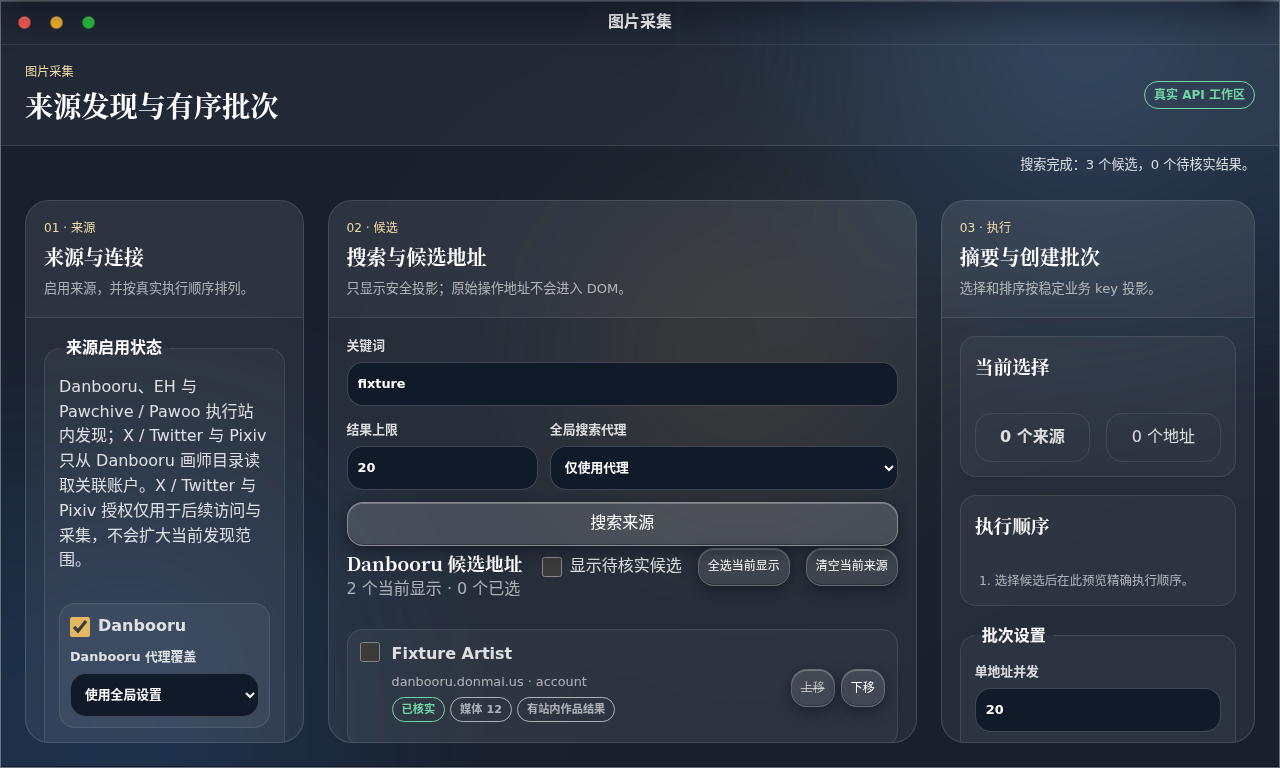 图片采集
图片采集
来源发现与有序批次
真实 API 工作区
搜索完成：3 个候选，0 个待核实结果。
01 · 来源
来源与连接
启用来源，并按真实执行顺序排列。
来源启用状态
Danbooru、EH 与
Pawchive / Pawoo 执行站
内发现；X / Twitter 与 Pixiv
只从 Danbooru 画师目录读
取关联账户。X / Twitter 与
Pixiv 授权仅用于后续访问与
采集，不会扩大当前发现范
围。
Danbooru
Danbooru 代理覆盖
使用全局设置
02 · 候选
搜索与候选地址
只显示安全投影；原始操作地址不会进入 DOM。
关键词
fixture
结果上限
全局搜索代理
20
仅使用代理
搜索来源
Danbooru 候选地址
2 个当前显示 · 0 个已选
显示待核实候选
全选当前显示
清空当前来源
Fixture Artist
danbooru.donmai.us · account
已核实
媒体 12
有站内作品结果
上移
下移
03 · 执行
摘要与创建批次
选择和排序按稳定业务 key 投影。
当前选择
0 个来源
0 个地址
执行顺序
1. 选择候选后在此预览精确执行顺序。
批次设置
单地址并发
20